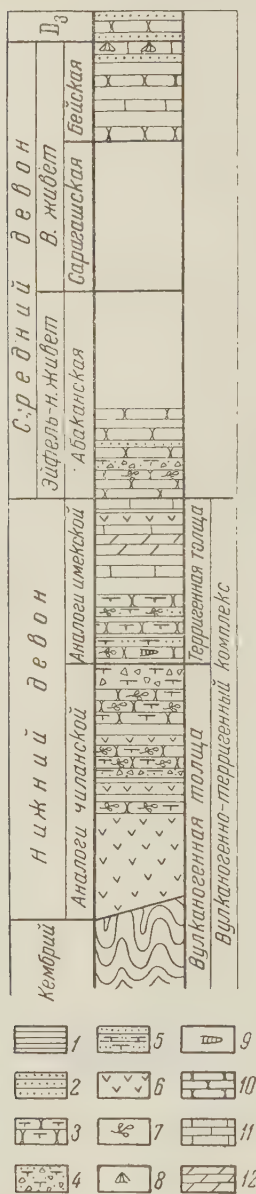 D₃
Средний девон
В. живет
Бейская
Сарагашская
Эйфель-н. живет
Абаканская
Нижний девон
Аналоги имекской
Терригенная толща
Аналоги чиланской
Вулканогенная толща
Вулканогенно-терригенный комплекс
Кембрий
1
5
9
2
6
10
3
7
11
4
8
12